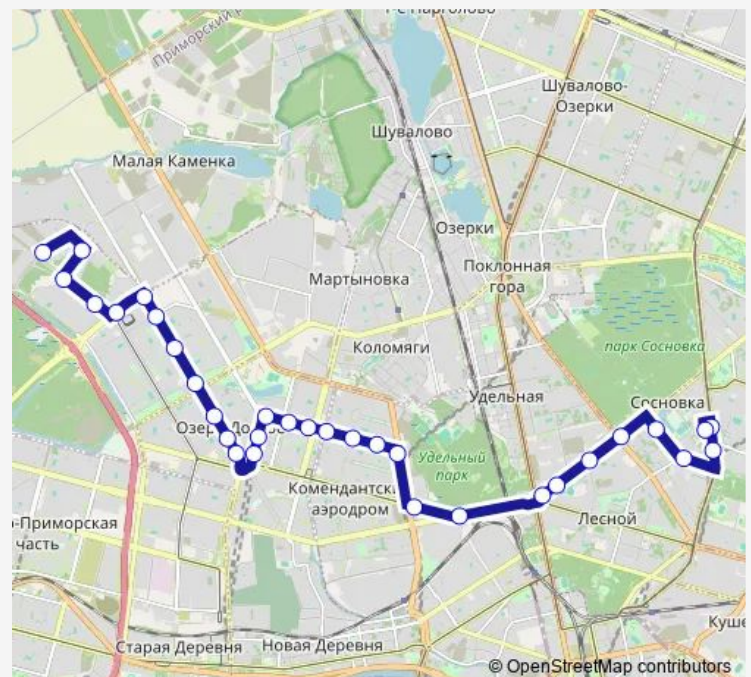 Приморский
Шувалово-
Озерки
Шувалово
Малая Каменка
Озерки
Поклонная
гора
Мартыновка
парк Сосновка
Коломяги
Удельная
Сосновка
Удельный
парк
аэродром
Лесной
о-Приморская
часть
Куше
Старая Деревня
Новая Деревня
© OpenStreetMap contributors